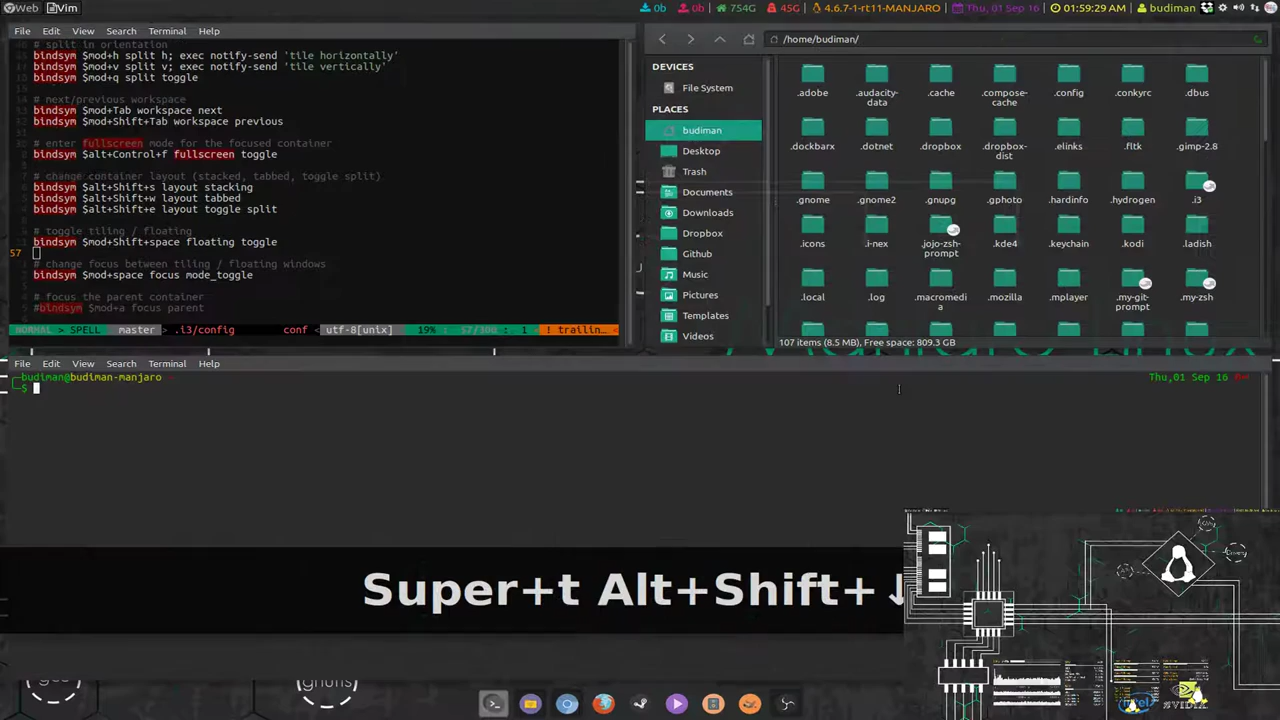 Web Vim 0b 0b 754G 45G 4.6.7-1-rt11-MANJARO Thu, 01 Sep 16 01:59:29 AM budiman
File Edit View Search Terminal Help
# split in orientation
bindsym $mod+h split h; exec notify-send 'tile horizontally'
bindsym $mod+v split v; exec notify-send 'tile vertically'
bindsym $mod+q split toggle
# next/previous workspace
bindsym $mod+Tab workspace next
bindsym $mod+Shift+Tab workspace previous
# enter fullscreen mode for the focused container
bindsym $alt+Control+f fullscreen toggle
# change container layout (stacked, tabbed, toggle split)
bindsym $alt+Shift+s layout stacking
bindsym $alt+Shift+w layout tabbed
bindsym $alt+Shift+e layout toggle split
# toggle tiling / floating
bindsym $mod+Shift+space floating toggle
57
# change focus between tiling / floating windows
bindsym $mod+space focus mode_toggle
# focus the parent container
#bindsym $mod+a focus parent
NORMAL > SPELL master > .i3/config conf < utf-8[unix] 19% : 57/300 : 1 ! trailin…
/home/budiman/
DEVICES
File System
PLACES
budiman
Desktop
Trash
Documents
Downloads
Dropbox
Github
Music
Pictures
Templates
Videos
.adobe .audacity-data .cache .compose-cache .config .conkyrc .dbus
.dockbarx .dotnet .dropbox .dropbox-dist .elinks .fltk .gimp-2.8
.gnome .gnome2 .gnupg .gphoto .hardinfo .hydrogen .i3
.icons .i-nex .jojo-zsh-prompt .kde4 .keychain .kodi .ladish
.local .log .macromedia .mozilla .mplayer .my-git-prompt .my-zsh
107 items (8.5 MB), Free space: 809.3 GB
File Edit View Search Terminal Help
budiman@budiman-manjaro ~ Thu,01 Sep 16
$
Super+t Alt+Shift+↓